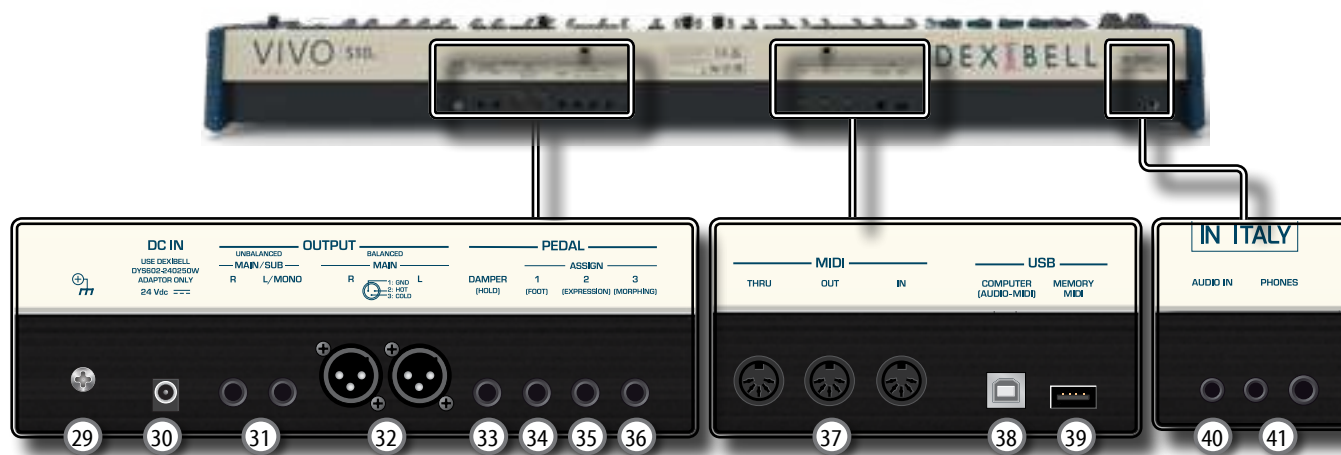 VIVO S10
DEXIBELL
DC IN
USE DEXIBELL
DYS602-240250W
ADAPTOR ONLY
24 Vdc
OUTPUT
UNBALANCED
MAIN/SUB
R L/MONO
BALANCED
MAIN
R L
1: GND
2: HOT
3: COLD
PEDAL
DAMPER
(HOLD)
ASSIGN
1 2 3
(FOOT) (EXPRESSION) (MORPHING)
MIDI
THRU OUT IN
USB
COMPUTER
(AUDIO-MIDI)
MEMORY
MIDI
IN ITALY
AUDIO IN PHONES
29 30 31 32 33 34 35 36 37 38 39 40 41